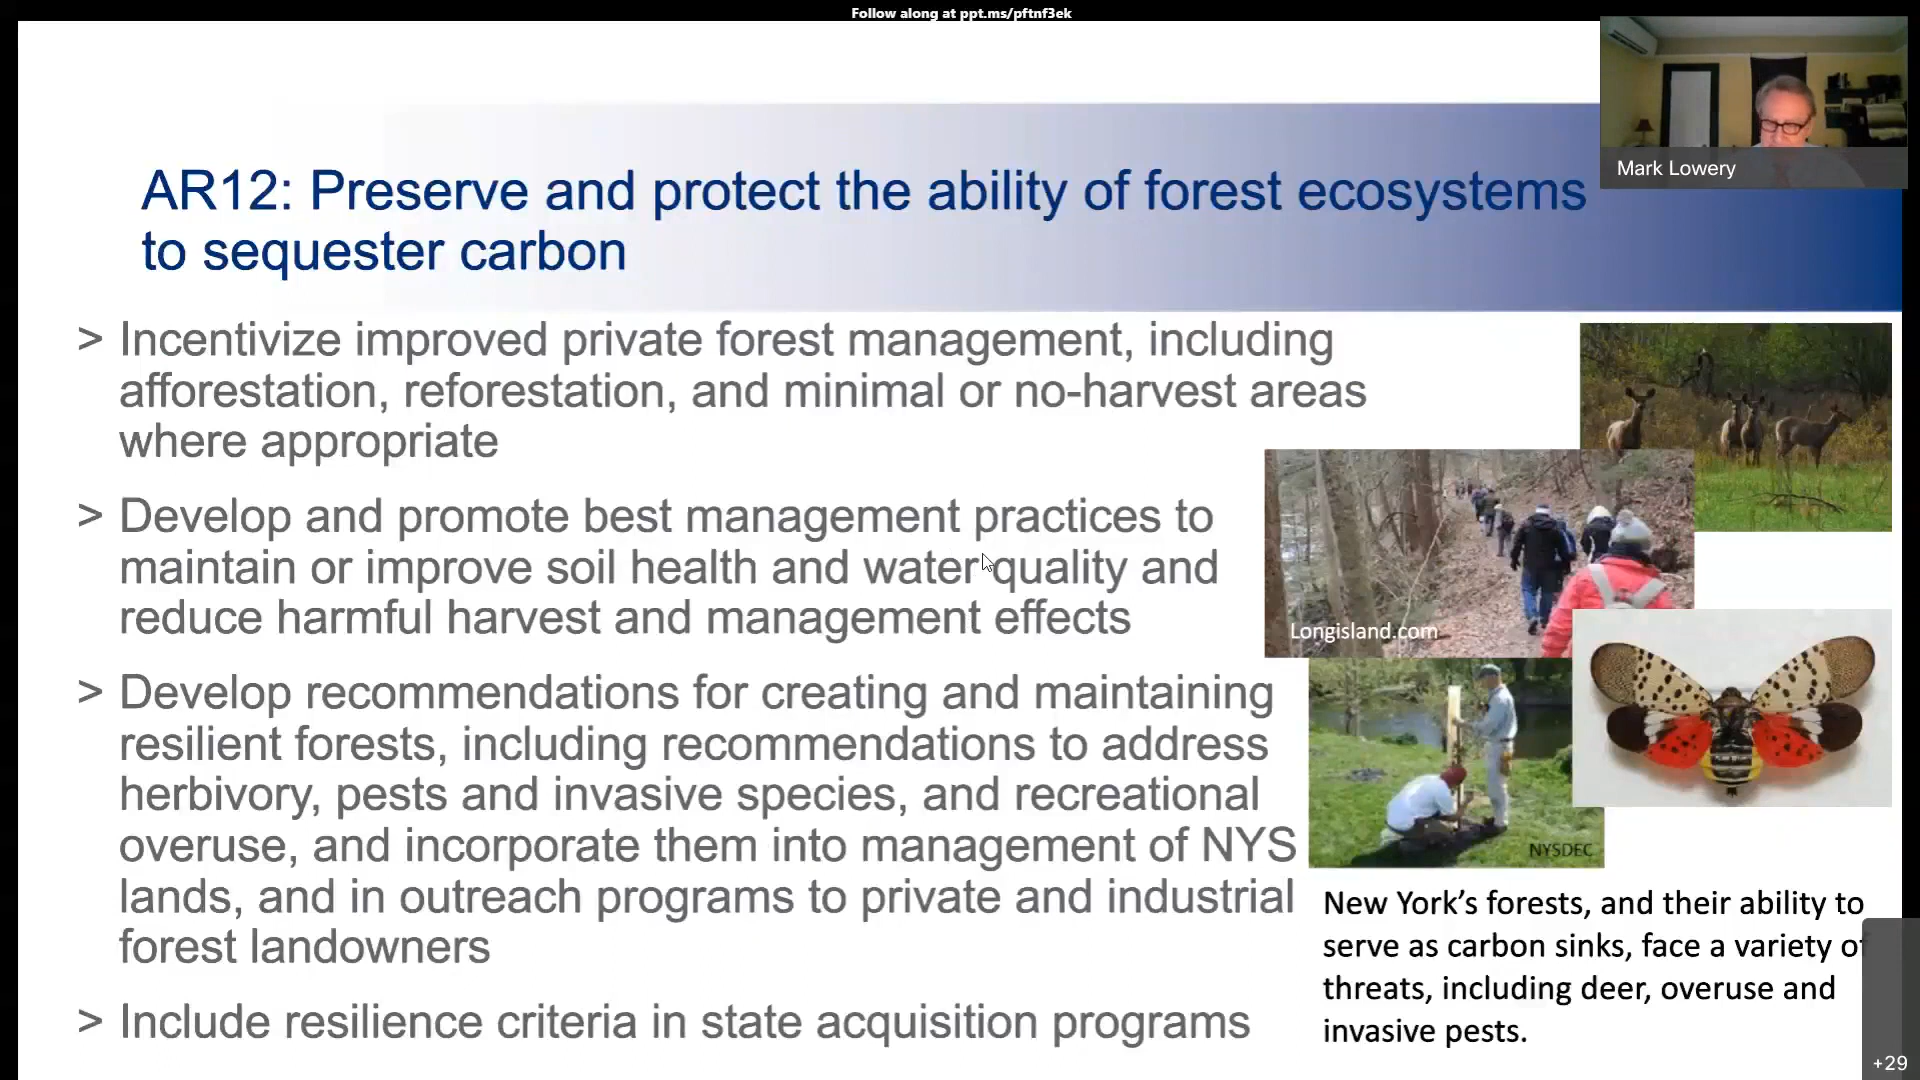 Follow along at ppt.ms/pftnf3ek
Mark Lowery
AR12: Preserve and protect the ability of forest ecosystems
to sequester carbon
> Incentivize improved private forest management, including
afforestation, reforestation, and minimal or no-harvest areas
where appropriate
> Develop and promote best management practices to
maintain or improve soil health and water quality and
reduce harmful harvest and management effects
> Develop recommendations for creating and maintaining
resilient forests, including recommendations to address
herbivory, pests and invasive species, and recreational
overuse, and incorporate them into management of NYS
lands, and in outreach programs to private and industrial
forest landowners
> Include resilience criteria in state acquisition programs
Longisland.com
NYSDEC
New York’s forests, and their ability to
serve as carbon sinks, face a variety of
threats, including deer, overuse and
invasive pests.
+29